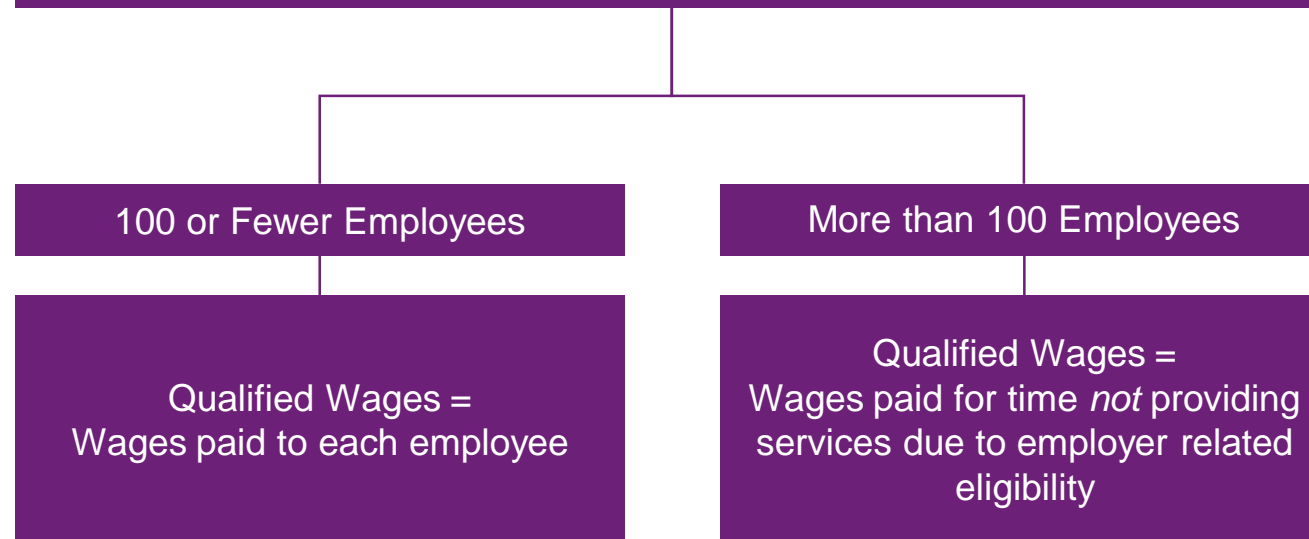 100 or Fewer Employees
More than 100 Employees
Qualified Wages =
Wages paid to each employee
Qualified Wages =
Wages paid for time not providing
services due to employer related
eligibility